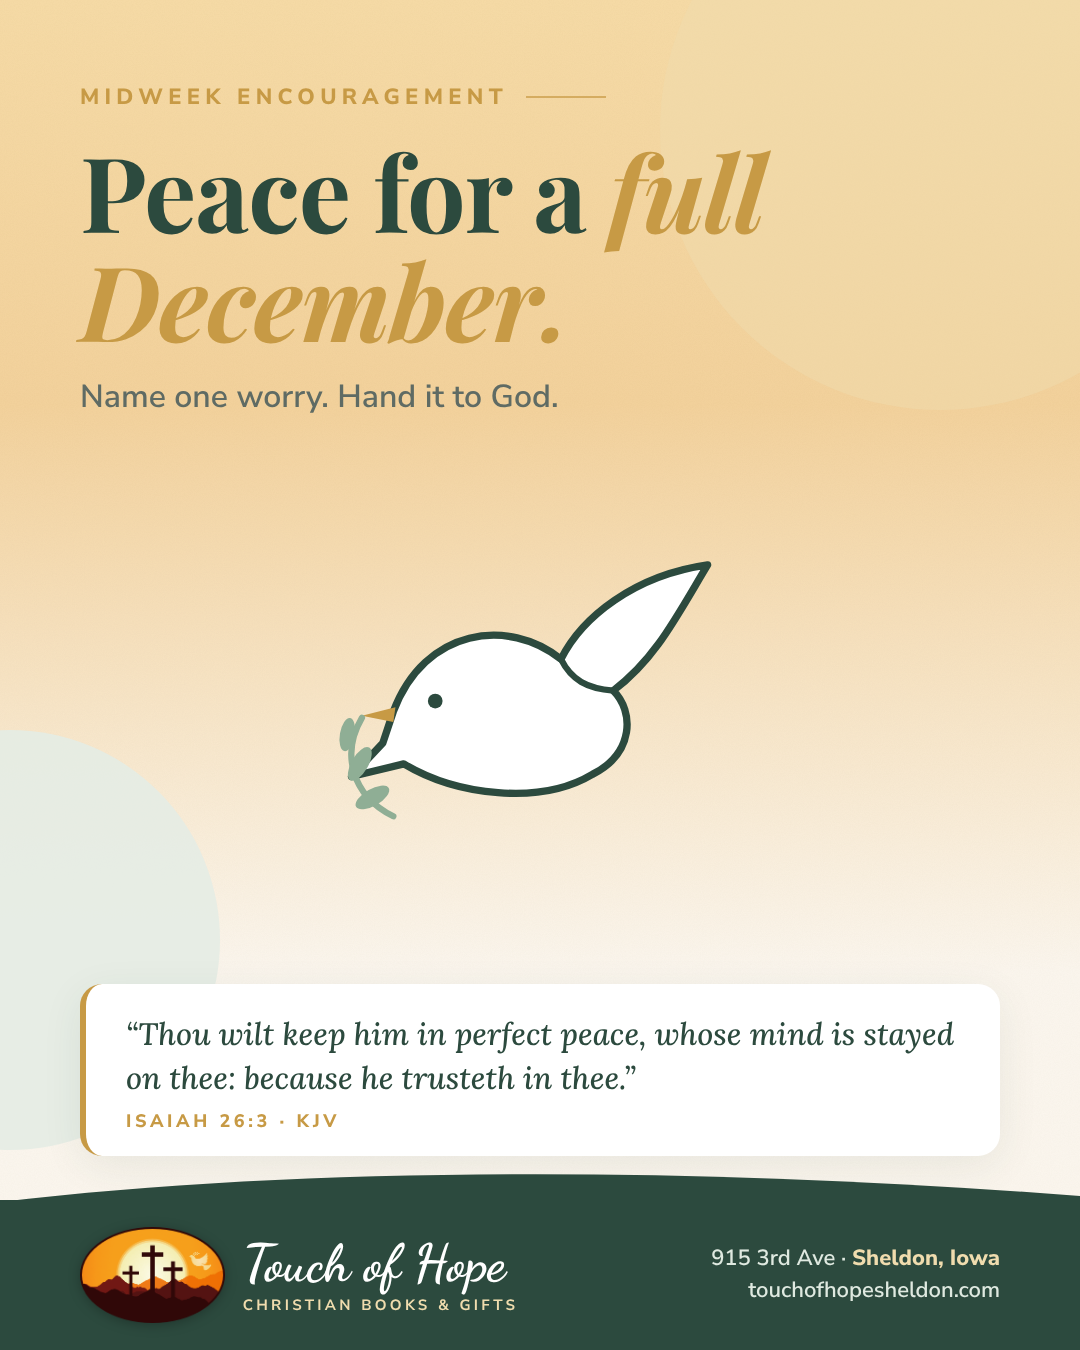 MIDWEEK ENCOURAGEMENT
Peace for a full
December.
Name one worry. Hand it to God.
“Thou wilt keep him in perfect peace, whose mind is stayed
on thee: because he trusteth in thee.”
ISAIAH 26:3 · KJV
Touch of Hope
CHRISTIAN BOOKS & GIFTS
915 3rd Ave · Sheldon, Iowa
touchofhopesheldon.com